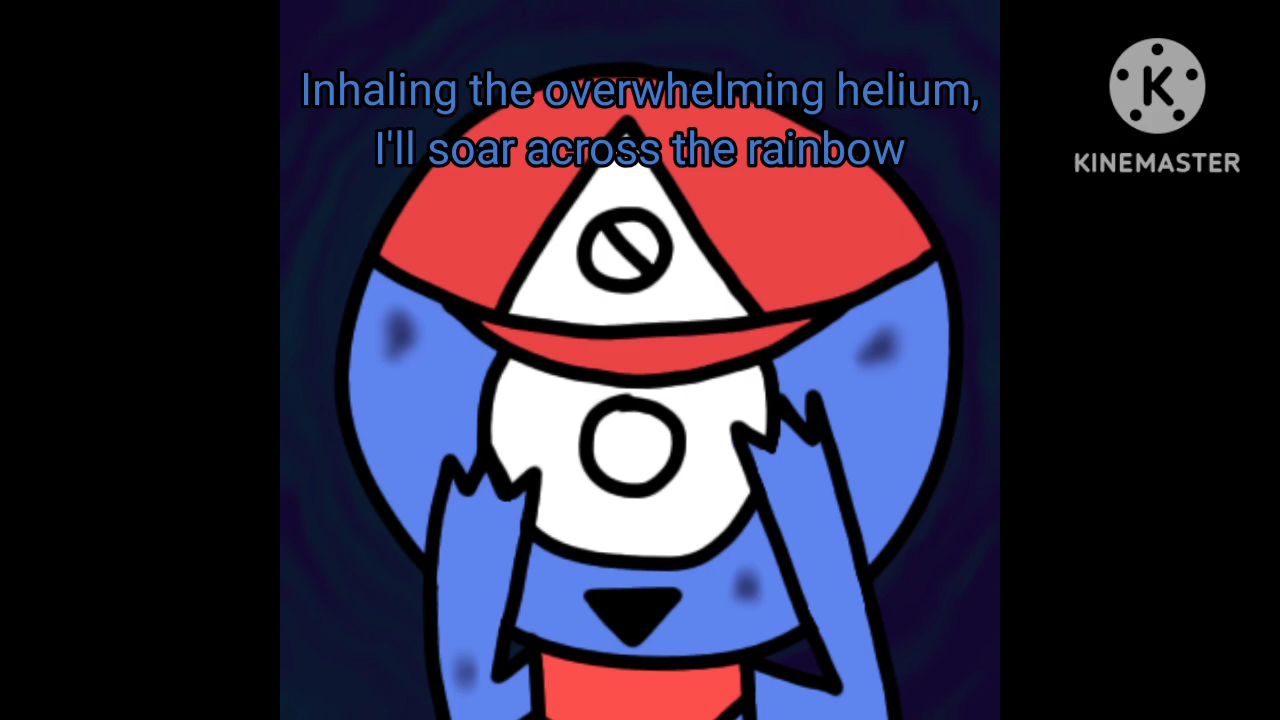 Inhaling the overwhelming helium,
I'll soar across the rainbow
K
KINEMASTER